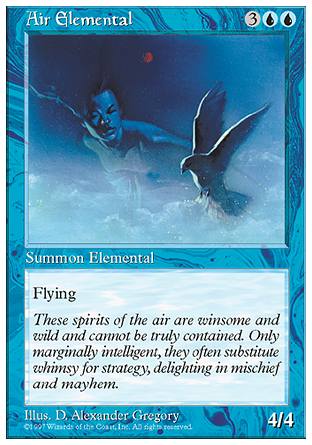 Air Elemental 3
Summon Elemental
Flying
These spirits of the air are winsome and
wild and cannot be truly contained. Only
marginally intelligent, they often substitute
whimsy for strategy, delighting in mischief
and mayhem.
Illus. D. Alexander Gregory
©1997 Wizards of the Coast, Inc. All rights reserved.
4/4